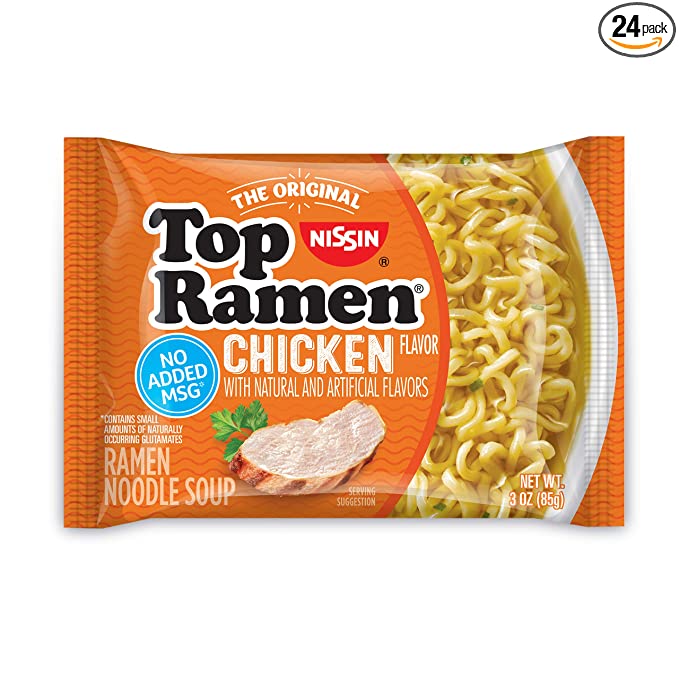 24 pack
THE ORIGINAL
Top
NISSIN
®
Ramen®
CHICKEN FLAVOR
WITH NATURAL AND ARTIFICIAL FLAVORS
NO
ADDED
MSG*
*CONTAINS SMALL
AMOUNTS OF NATURALLY
OCCURRING GLUTAMATES
RAMEN
NOODLE SOUP
SERVING
SUGGESTION
NET WT.
3 OZ (85g)